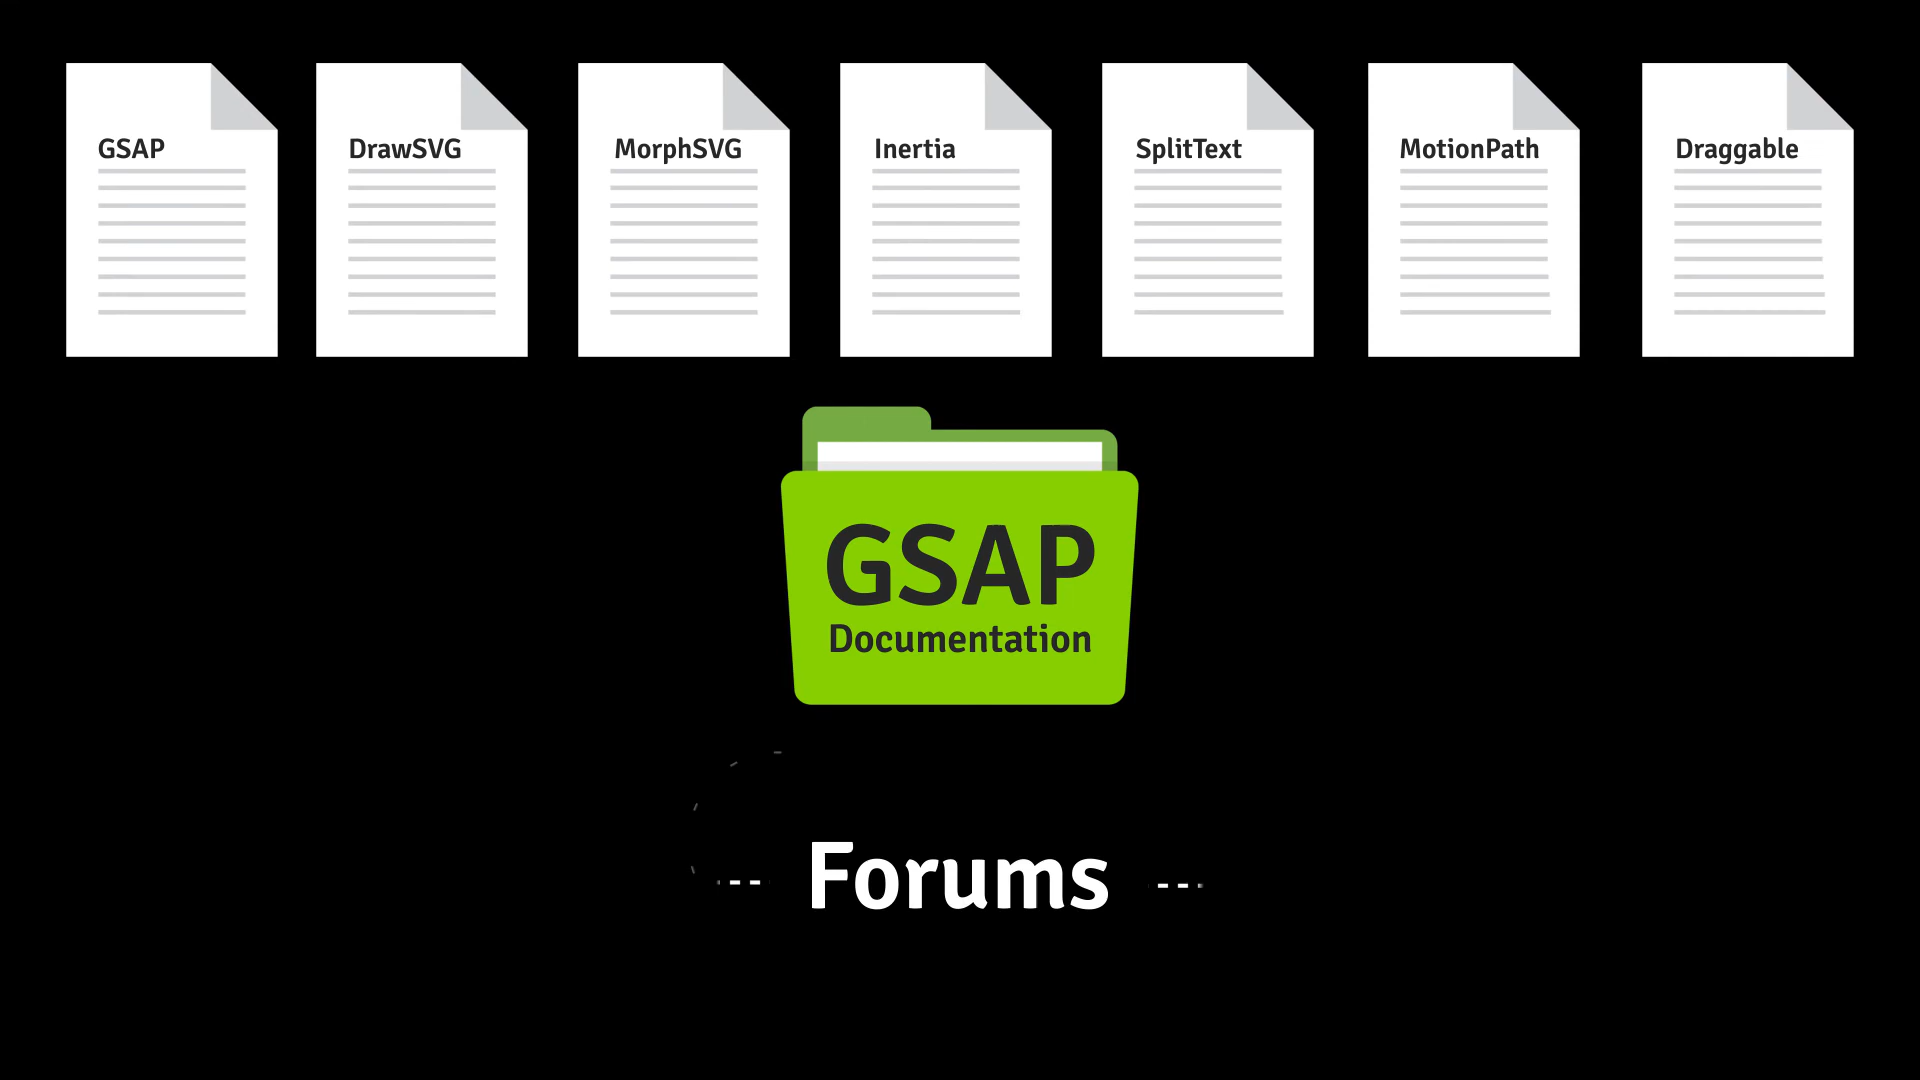 GSAP
DrawSVG
MorphSVG
Inertia
SplitText
MotionPath
Draggable
GSAP
Documentation
Forums